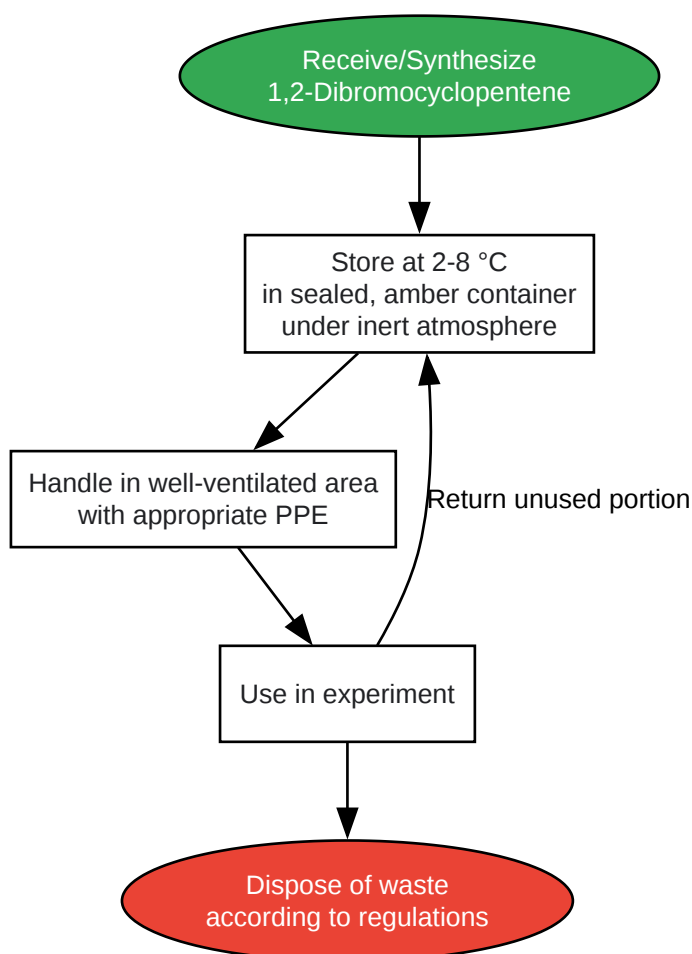 Receive/Synthesize
1,2-Dibromocyclopentene
Store at 2-8 °C
in sealed, amber container
under inert atmosphere
Handle in well-ventilated area
with appropriate PPE
Return unused portion
Use in experiment
Dispose of waste
according to regulations